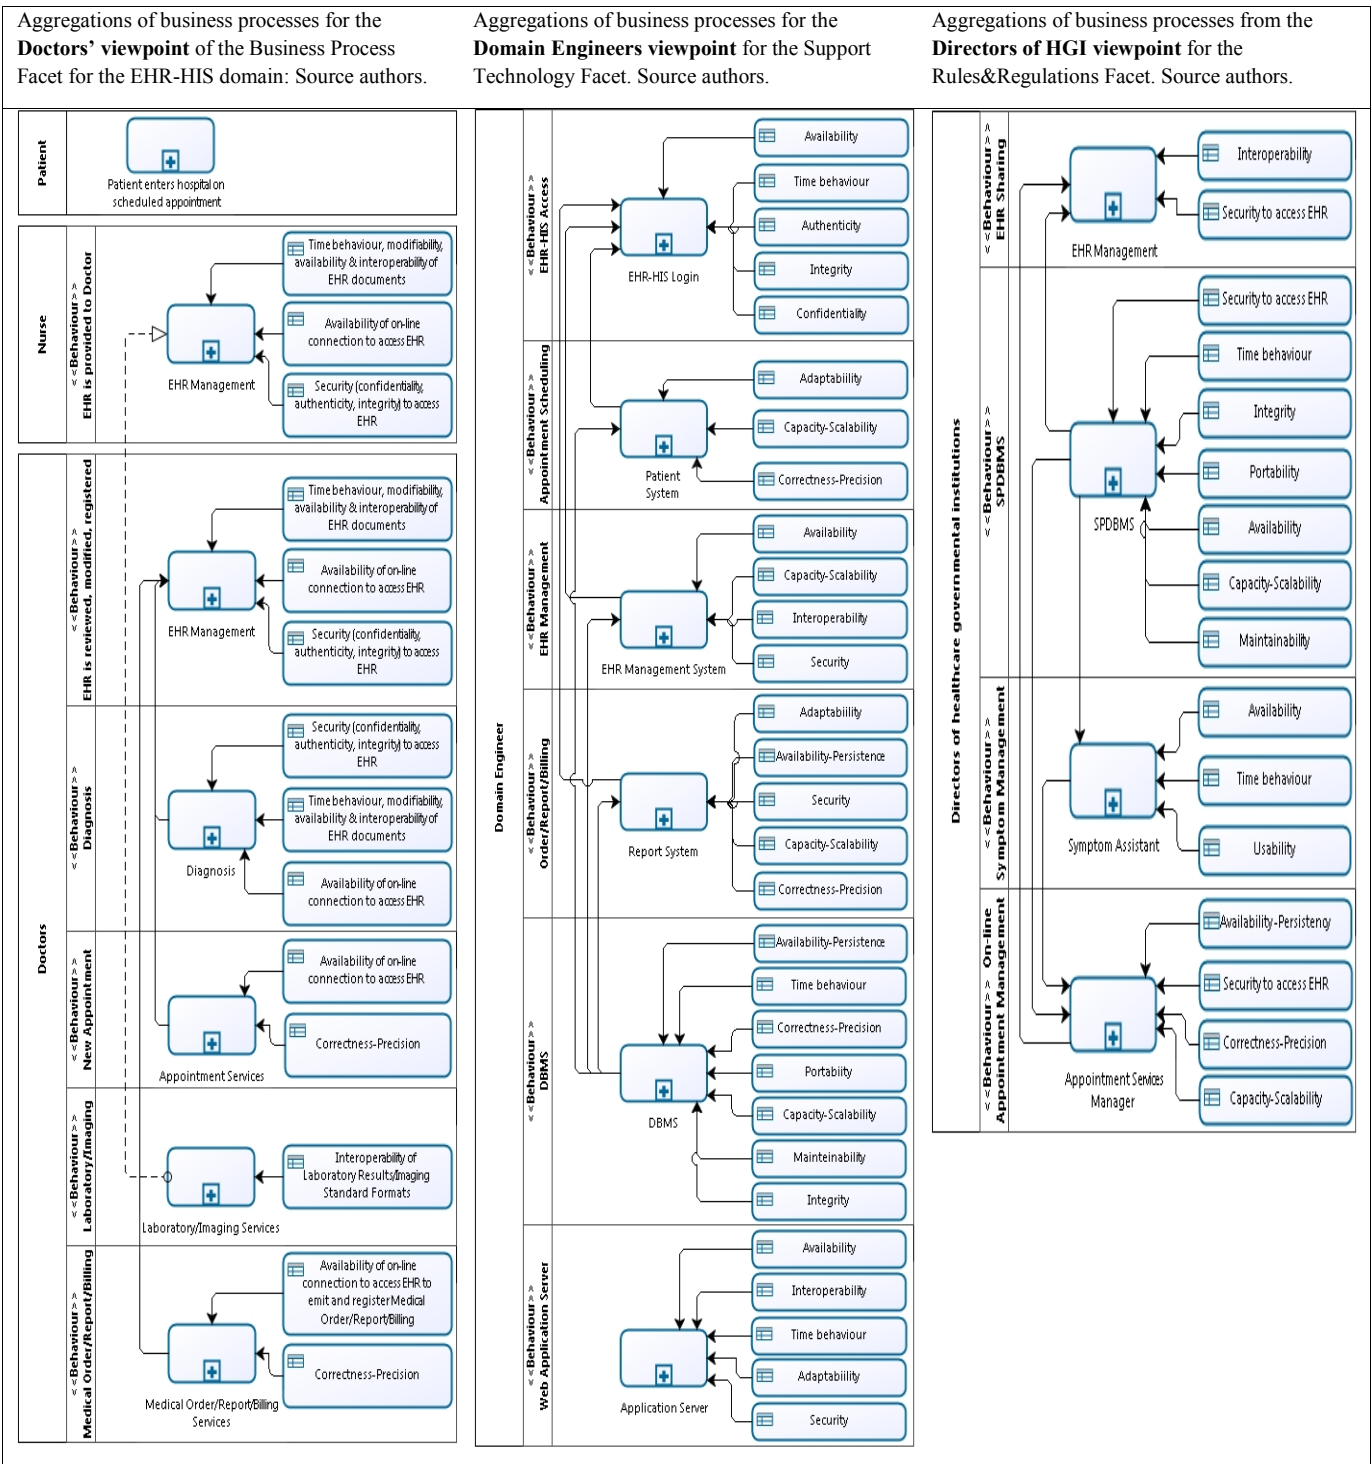 Aggregations of business processes for the
Doctors’ viewpoint of the Business Process
Facet for the EHR-HIS domain: Source authors.
Aggregations of business processes for the
Domain Engineers viewpoint for the Support
Technology Facet. Source authors.
Aggregations of business processes from the
Directors of HGI viewpoint for the
Rules&Regulations Facet. Source authors.
Patient
Patient enters hospital on
scheduled appointment
Nurse
<<Behaviour>>
EHR is provided to Doctor
Time behaviour, modifiability,
availability & interoperability of
EHR documents
Availability of on-line
connection to access EHR
Security (confidentiality,
authenticity, integrity) to access
EHR
EHR Management
Doctors
<<Behaviour>>
EHR is reviewed, modified, registered
Time behaviour, modifiability,
availability & interoperability of
EHR documents
Availability of on-line
connection to access EHR
Security (confidentiality,
authenticity, integrity) to access
EHR
EHR Management
<<Behaviour>>
Diagnosis
Security (confidentiality,
authenticity, integrity) to access
EHR
Time behaviour, modifiability,
availability & interoperability of
EHR documents
Availability of on-line
connection to access EHR
Diagnosis
<<Behaviour>>
New Appointment
Availability of on-line
connection to access EHR
Correctness-Precision
Appointment Services
<<Behaviour>>
Laboratory/Imaging
Interoperability of
Laboratory Results/Imaging
Standard Formats
Laboratory/Imaging Services
<<Behaviour>>
Medical Order/Report/Billing
Availability of on-line
connection to access EHR to
emit and register Medical
Order/Report/Billing
Correctness-Precision
Medical Order/Report/Billing
Services
Domain Engineer
<<Behaviour>>
EHR-HIS Access
Availability
Time behaviour
Authenticity
Integrity
Confidentiality
EHR-HIS Login
<<Behaviour>>
Appointment Scheduling
Adaptabiility
Capacity-Scalability
Correctness-Precision
Patient
System
<<Behaviour>>
EHR Management
Availability
Capacity-Scalability
Interoperability
Security
EHR Management System
<<Behaviour>>
Order/Report/Billing
Adaptabiility
Availability-Persistence
Security
Capacity-Scalability
Correctness-Precision
Report System
<<Behaviour>>
DBMS
Availability-Persistence
Time behaviour
Correctness-Precision
Portabiity
Capacity-Scalability
Mainteinability
Integrity
DBMS
<<Behaviour>>
Web Application Server
Availability
Interoperability
Time behaviour
Adaptabiility
Security
Application Server
Directors of healthcare governmental institutions
<<Behaviour>>
EHR Sharing
Interoperability
Security to access EHR
EHR Management
<<Behaviour>>
SPDBMS
Security to access EHR
Time behaviour
Integrity
Portability
Availability
Capacity-Scalability
Maintainability
SPDBMS
<<Behaviour>>
Symptom Management
Availability
Time behaviour
Usability
Symptom Assistant
<<Behaviour>> On-line
Appointment Management
Availability-Persistency
Security to access EHR
Correctness-Precision
Capacity-Scalability
Appointment Services
Manager